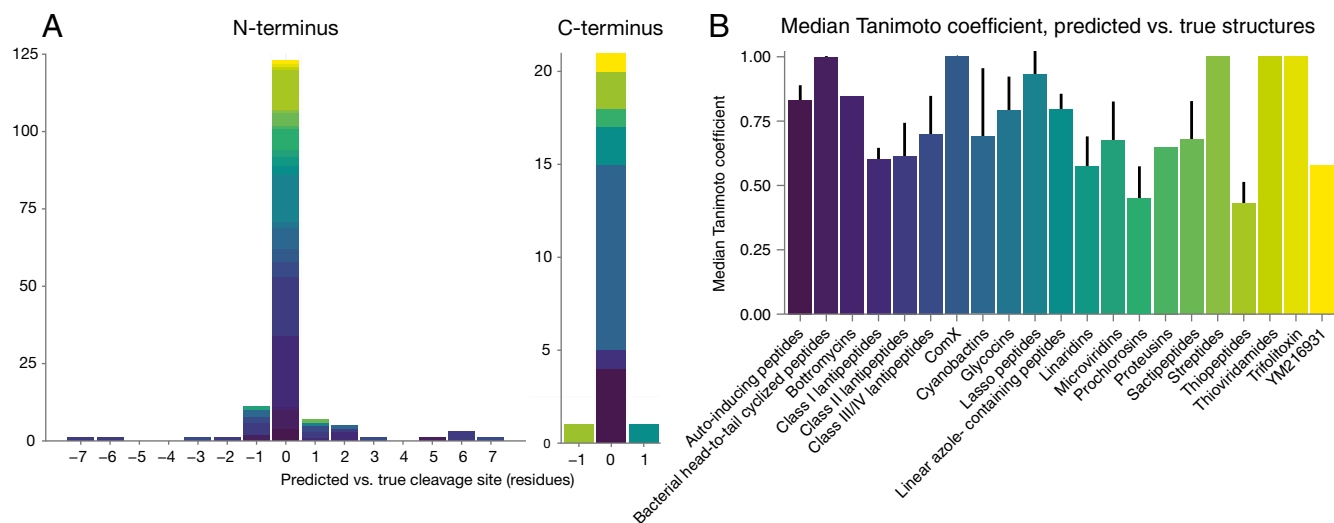 A
N-terminus
C-terminus
125
100
75
50
25
0
−7 −6 −5 −4 −3 −2 −1 0 1 2 3 4 5 6 7
20
15
10
5
0
−1 0 1
Predicted vs. true cleavage site (residues)
B
Median Tanimoto coefficient, predicted vs. true structures
Median Tanimoto coefficient
1.00
0.75
0.50
0.25
0.00
Auto-inducing peptides
Bacterial head-to-tail cyclized peptides
Bottromycins
Class I lantipeptides
Class II lantipeptides
Class III/IV lantipeptides
ComX
Cyanobactins
Glycocins
Lasso peptides
Linear azole- containing peptides
Linaridins
Microviridins
Prochlorosins
Proteusins
Sactipeptides
Streptides
Thiopeptides
Thioviridamides
Trifolitoxin
YM216931